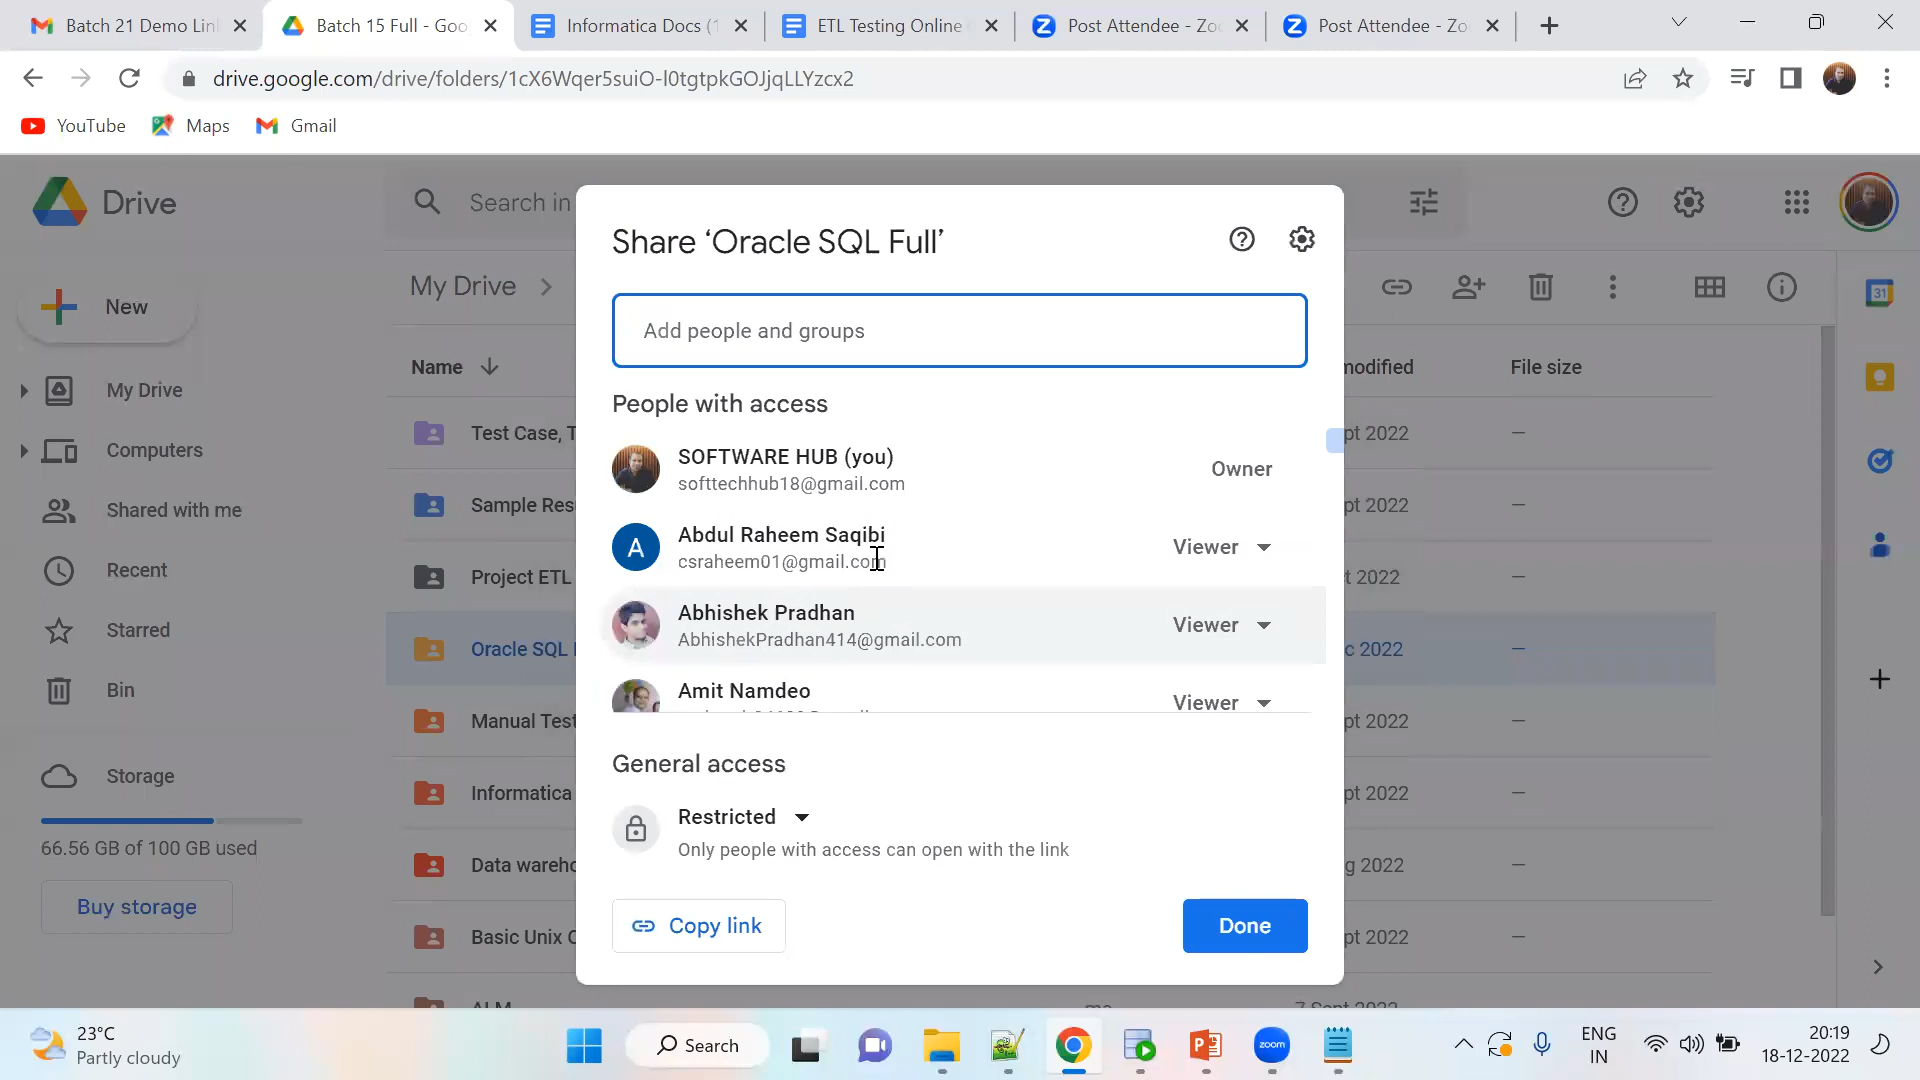 Batch 21 Demo Lin
Batch 15 Full - Goo
Informatica Docs (1
ETL Testing Online
Post Attendee - Zo
Post Attendee - Zo
drive.google.com/drive/folders/1cX6Wqer5suiO-l0tgtpkGOJjqLLYzcx2
YouTube
Maps
Gmail
Drive
Search in
New
My Drive
Computers
Shared with me
Recent
Starred
Bin
Storage
66.56 GB of 100 GB used
Buy storage
My Drive
Name
modified
File size
Test Case, T
pt 2022
Sample Res
pt 2022
Project ETL
t 2022
Oracle SQL
c 2022
Manual Test
pt 2022
Informatica
pt 2022
Data wareho
g 2022
Basic Unix C
pt 2022
Share ‘Oracle SQL Full’
Add people and groups
People with access
SOFTWARE HUB (you)
softtechhub18@gmail.com
Owner
Abdul Raheem Saqibi
csraheem01@gmail.com
Viewer
Abhishek Pradhan
AbhishekPradhan414@gmail.com
Viewer
Amit Namdeo
Viewer
General access
Restricted
Only people with access can open with the link
Copy link
Done
31
23°C
Partly cloudy
Search
zoom
ENG
IN
20:19
18-12-2022